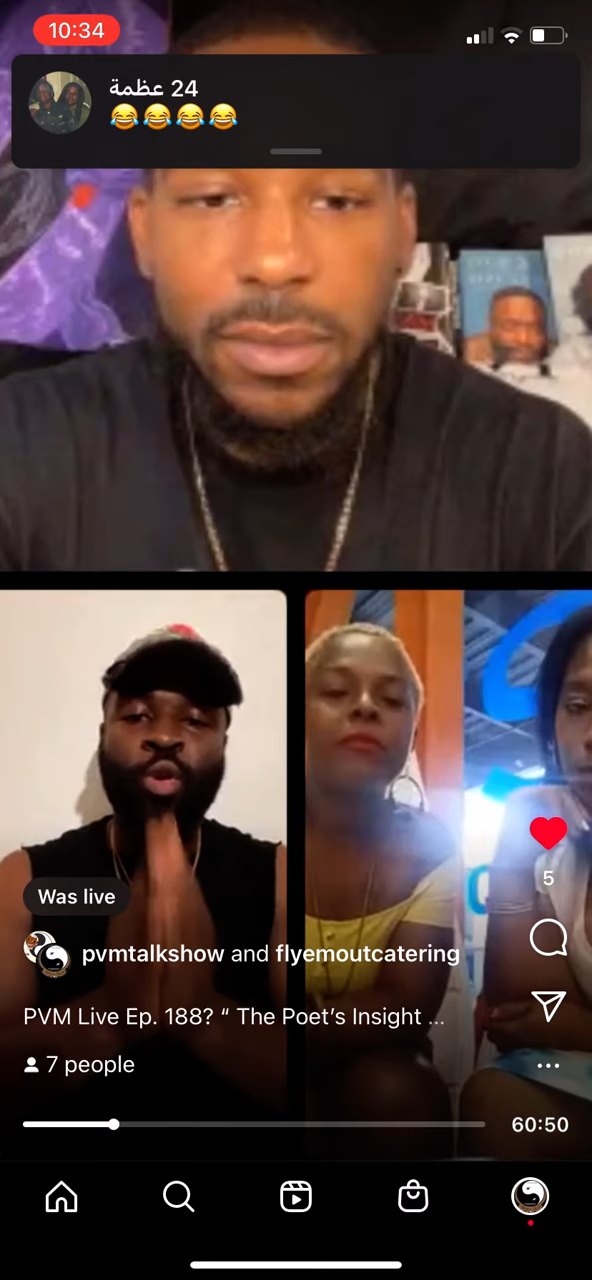 10:34
24 عظمة
😂😂😂😂
Was live
pvmtalkshow and flyemoutcatering
PVM Live Ep. 188? “ The Poet’s Insight ...
7 people
5
60:50